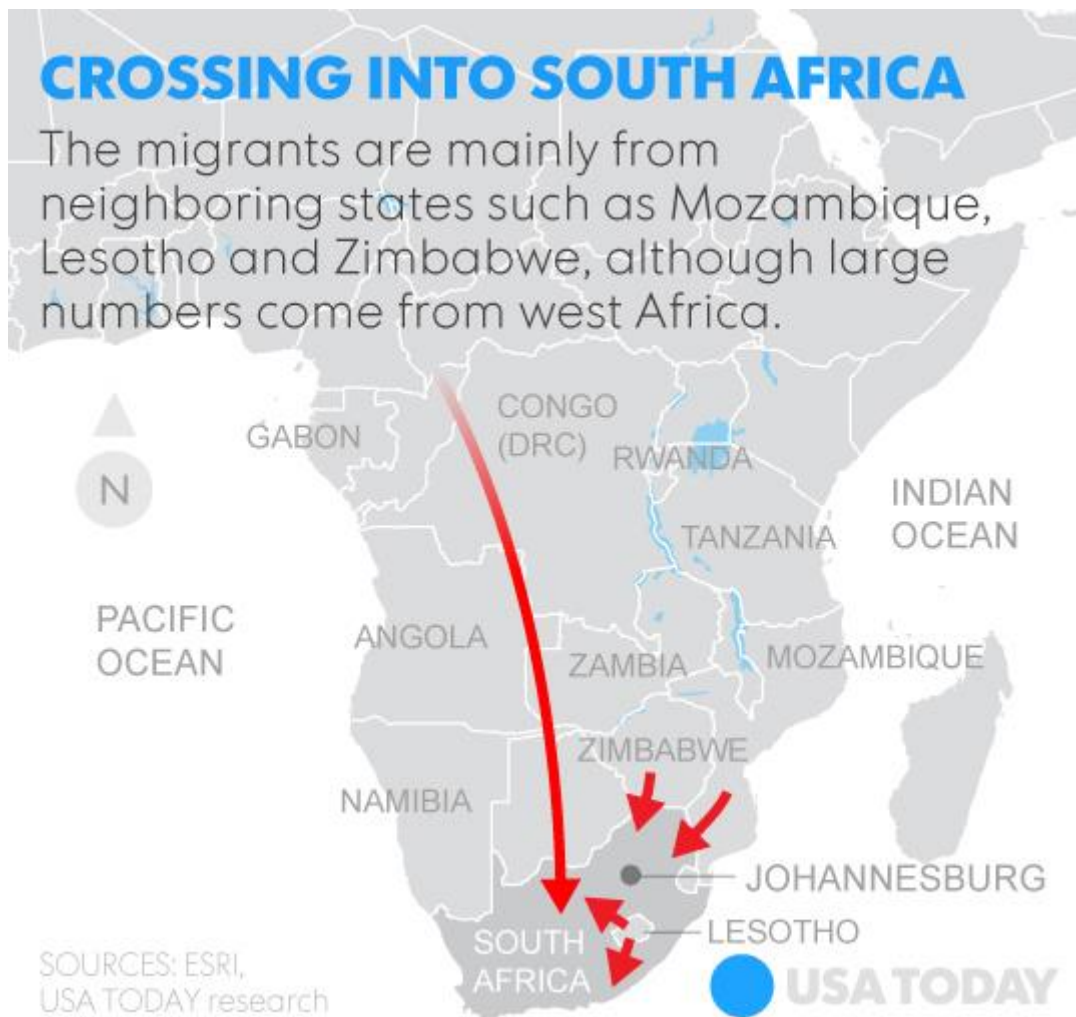 CROSSING INTO SOUTH AFRICA
The migrants are mainly from
neighboring states such as Mozambique,
Lesotho and Zimbabwe, although large
numbers come from west Africa.
GABON
CONGO
(DRC)
RWANDA
N
INDIAN
OCEAN
TANZANIA
PACIFIC
OCEAN
ANGOLA
ZAMBIA
MOZAMBIQUE
ZIMBABWE
NAMIBIA
JOHANNESBURG
LESOTHO
SOUTH
AFRICA
SOURCES: ESRI,
USA TODAY research
USA TODAY